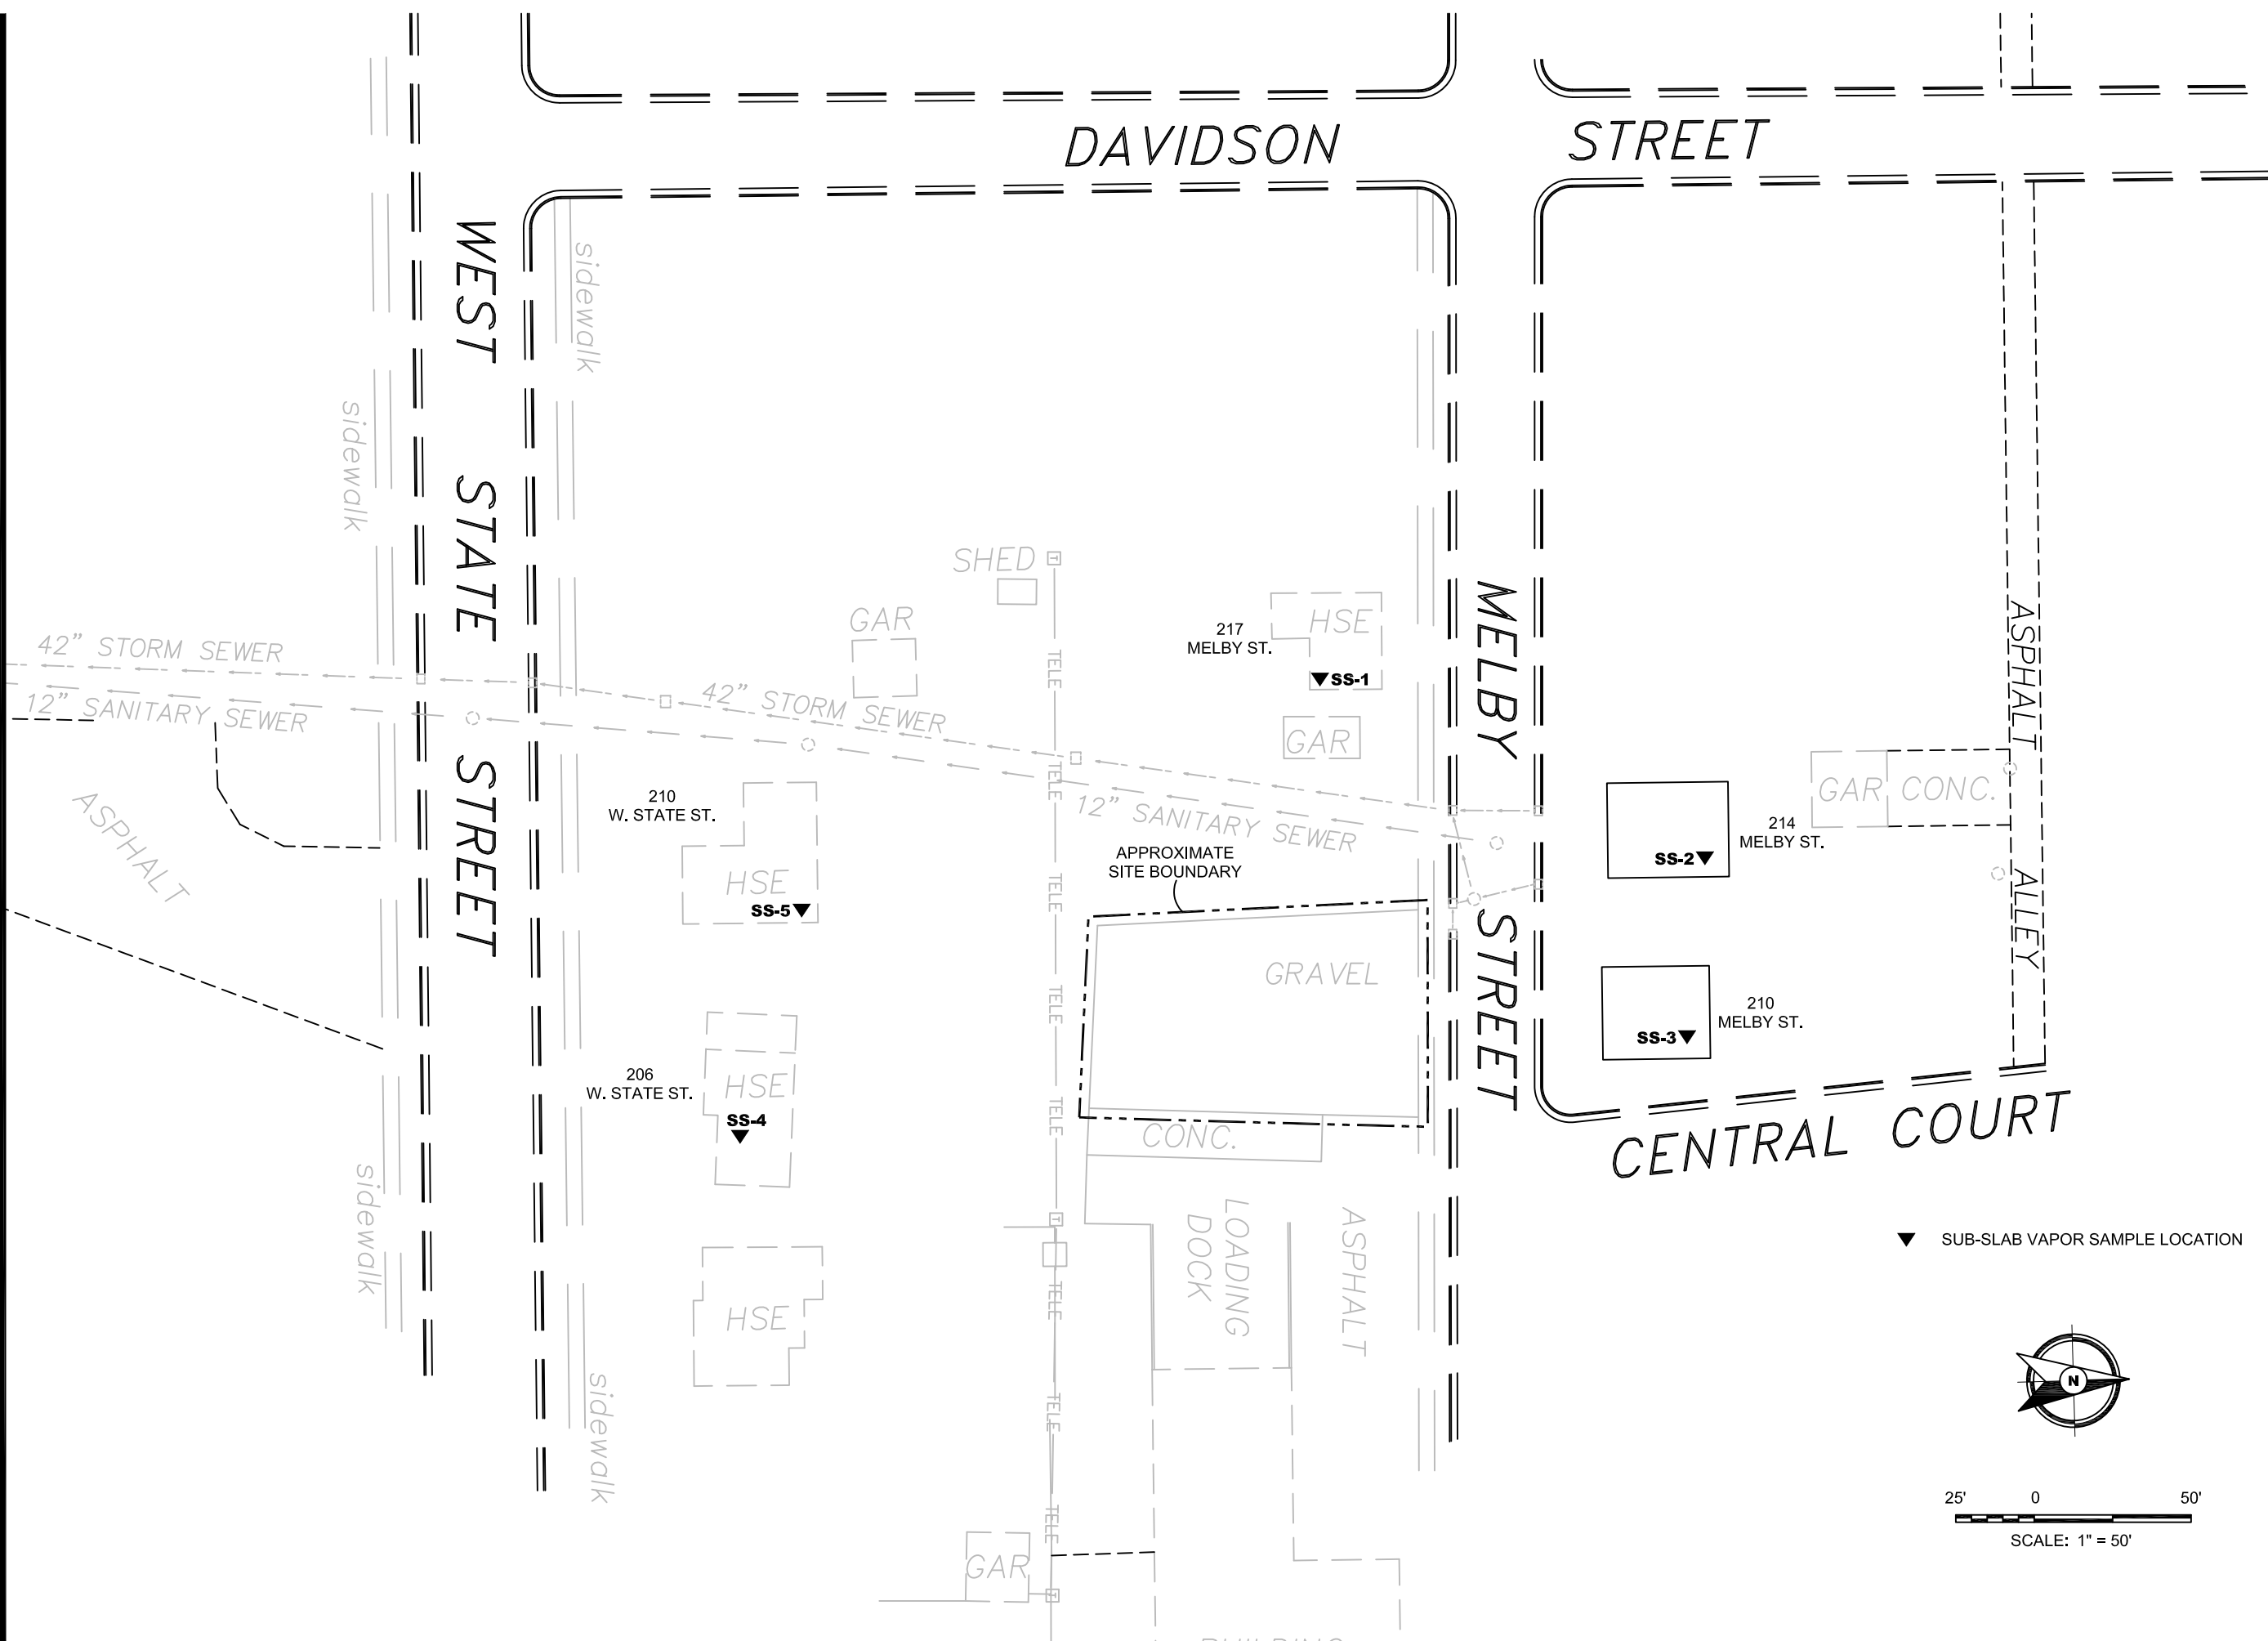 DAVIDSON STREET
WEST STATE STREET
sidewalk
sidewalk
SHED
T
GAR
TELE
217
MELBY ST.
HSE
SS-1
GAR
MELBY STREET
ASPHALT ALLEY
42” STORM SEWER
12” SANITARY SEWER
42” STORM SEWER
12” SANITARY SEWER
TELE
ASPHALT
210
W. STATE ST.
HSE
SS-5
APPROXIMATE
SITE BOUNDARY
TELE
GRAVEL
214
MELBY ST.
SS-2
GAR
CONC.
210
MELBY ST.
SS-3
TELE
206
W. STATE ST.
HSE
SS-4
TELE
CONC.
CENTRAL COURT
sidewalk
T
LOADING
DOCK
ASPHALT
HSE
TELE
sidewalk
TELE
TELE
GAR
T
SUB-SLAB VAPOR SAMPLE LOCATION
N
25' 0 50'
SCALE: 1" = 50'